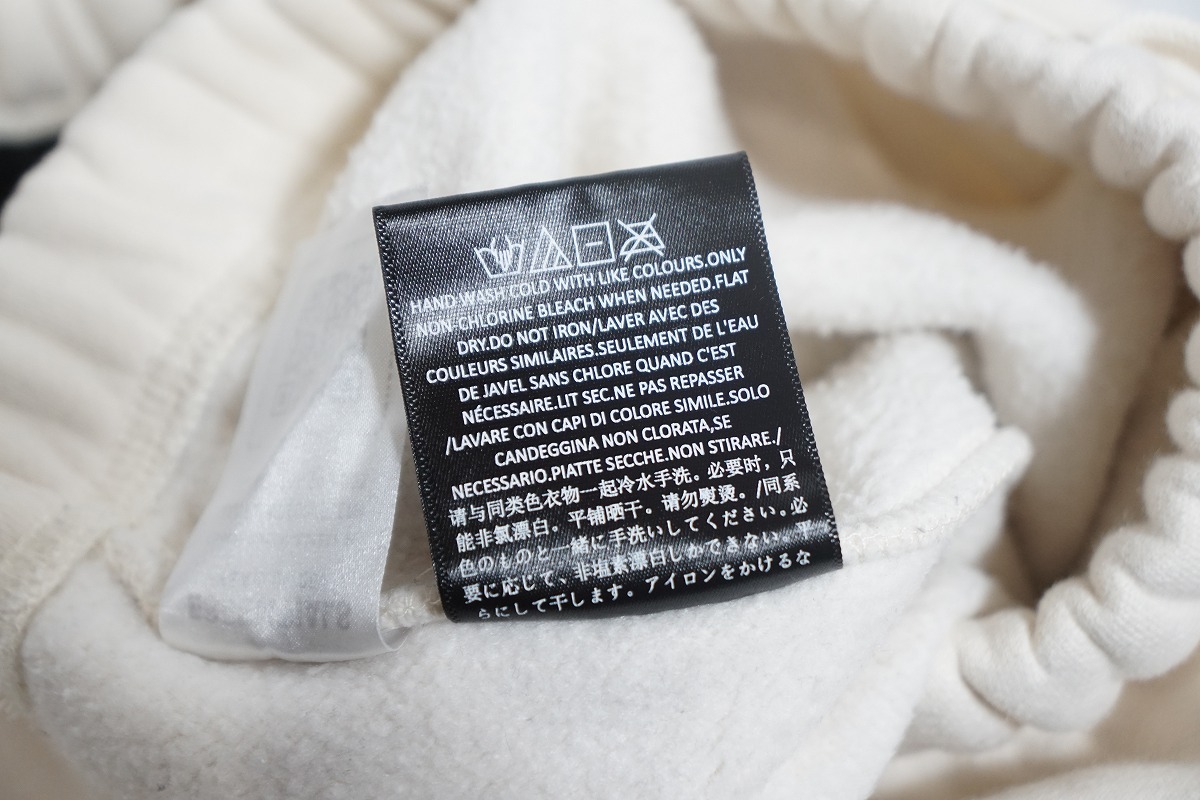 HAND WASH COLD WITH LIKE COLOURS.ONLY
NON-CHLORINE BLEACH WHEN NEEDED.FLAT
DRY.DO NOT IRON/LAVER AVEC DES
COULEURS SIMILAIRES.SEULEMENT DE L'EAU
DE JAVEL SANS CHLORE QUAND C'EST
NÉCESSAIRE.LIT SEC.NE PAS REPASSER
/LAVARE CON CAPI DI COLORE SIMILE.SOLO
CANDEGGINA NON CLORATA,SE
NECESSARIO.PIATTE SECCHE.NON STIRARE./
请与同类色衣物一起冷水手洗。必要时，只
能非氯漂白。平铺晒干。请勿熨烫。/同系
色のものと一緒に手洗いしてください。必
要に応じて、非塩素漂白しかできない。平
らにして干します。アイロンをかけるな